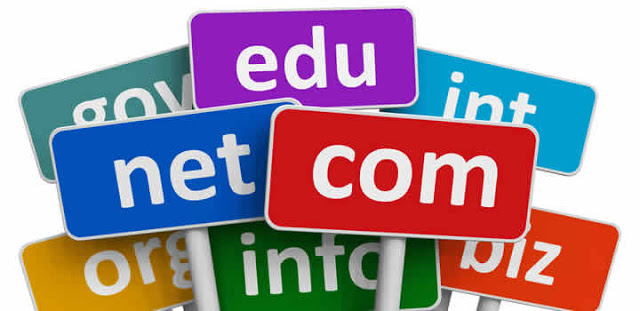 edu
gov
int
net
com
org
info
biz